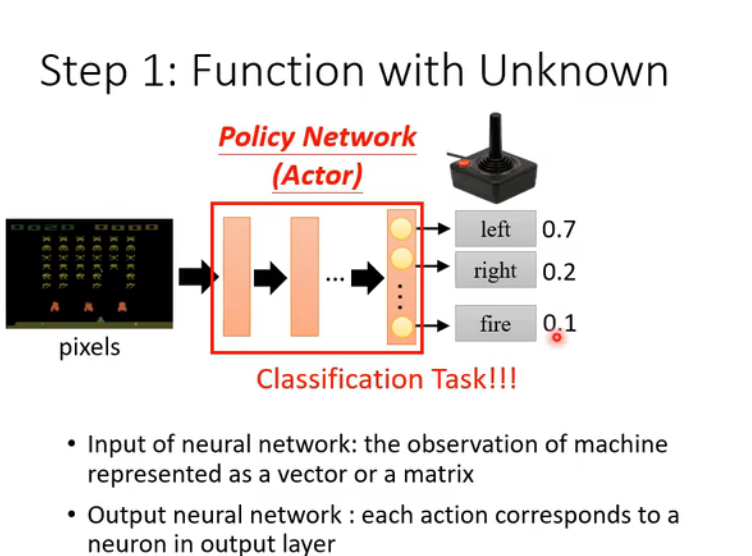 Step 1: Function with Unknown
Policy Network
(Actor)
left 0.7
right 0.2
...
fire 0.1
pixels
Classification Task!!!
• Input of neural network: the observation of machine
represented as a vector or a matrix
• Output neural network : each action corresponds to a
neuron in output layer